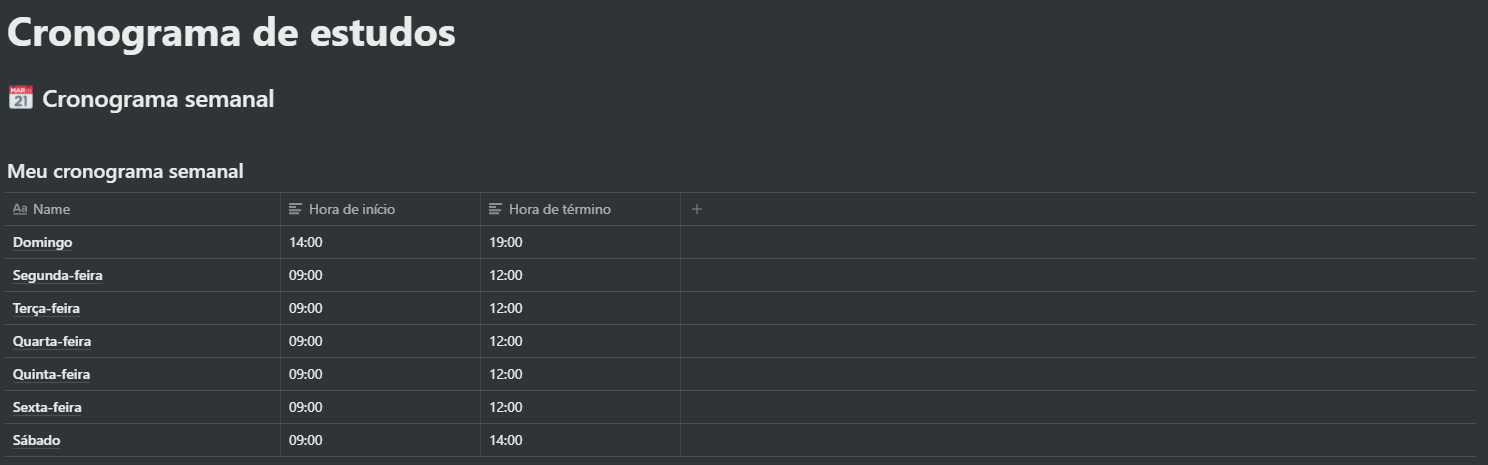 Cronograma de estudos
MAR
21
Cronograma semanal
Meu cronograma semanal
Aa Name Hora de início Hora de término +
Domingo 14:00 19:00
Segunda-feira 09:00 12:00
Terça-feira 09:00 12:00
Quarta-feira 09:00 12:00
Quinta-feira 09:00 12:00
Sexta-feira 09:00 12:00
Sábado 09:00 14:00